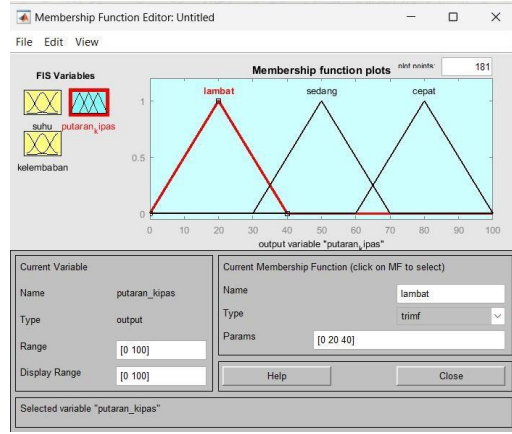 Membership Function Editor: Untitled
File Edit View
FIS Variables
suhu
putaran_kipas
kelembaban
Membership function plots
plot points:
181
lambat
sedang
cepat
1
0.5
0
0 10 20 30 40 50 60 70 80 90 100
output variable "putaran_kipas"
Current Variable
Name putaran_kipas
Type output
Range [0 100]
Display Range [0 100]
Current Membership Function (click on MF to select)
Name lambat
Type trimf
Params [0 20 40]
Help Close
Selected variable "putaran_kipas"